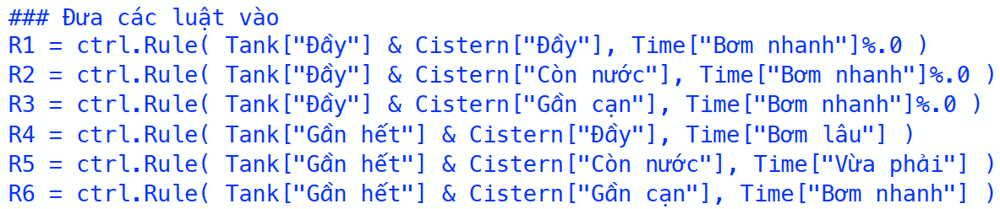 ### Đưa các luật vào
R1 = ctrl.Rule( Tank["Đầy"] & Cistern["Đầy"], Time["Bơm nhanh"]%.0 )
R2 = ctrl.Rule( Tank["Đầy"] & Cistern["Còn nước"], Time["Bơm nhanh"]%.0 )
R3 = ctrl.Rule( Tank["Đầy"] & Cistern["Gần cạn"], Time["Bơm nhanh"]%.0 )
R4 = ctrl.Rule( Tank["Gần hết"] & Cistern["Đầy"], Time["Bơm lâu"] )
R5 = ctrl.Rule( Tank["Gần hết"] & Cistern["Còn nước"], Time["Vừa phải"] )
R6 = ctrl.Rule( Tank["Gần hết"] & Cistern["Gần cạn"], Time["Bơm nhanh"] )